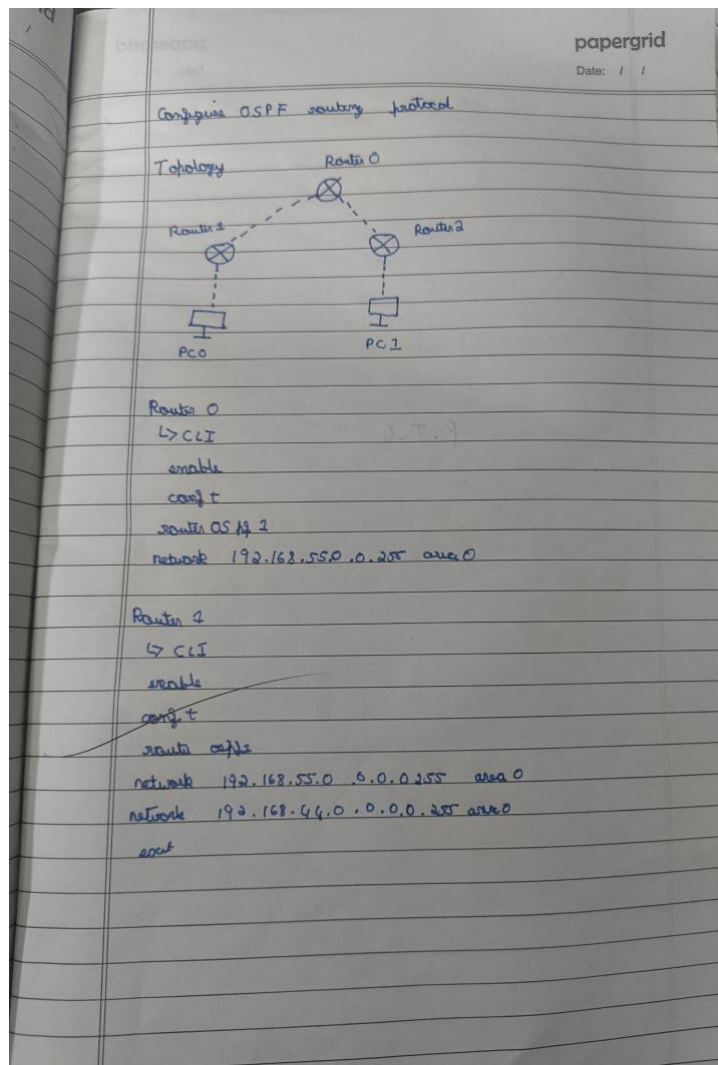 papergrid
Date: / /
Configure OSPF routing protocol
Topology
Router 0
Router 1
Router 2
PC0
PC1
Router 0
↳ CLI
enable
conf t
router OSPf 1
network 192.168.55.0 .0.255 area 0
Router 1
↳ CLI
enable
conf t
route ospf1
network 192.168.55.0 .0.0.0 255 area 0
network 192.168.44.0 .0.0.0.255 area 0
exit